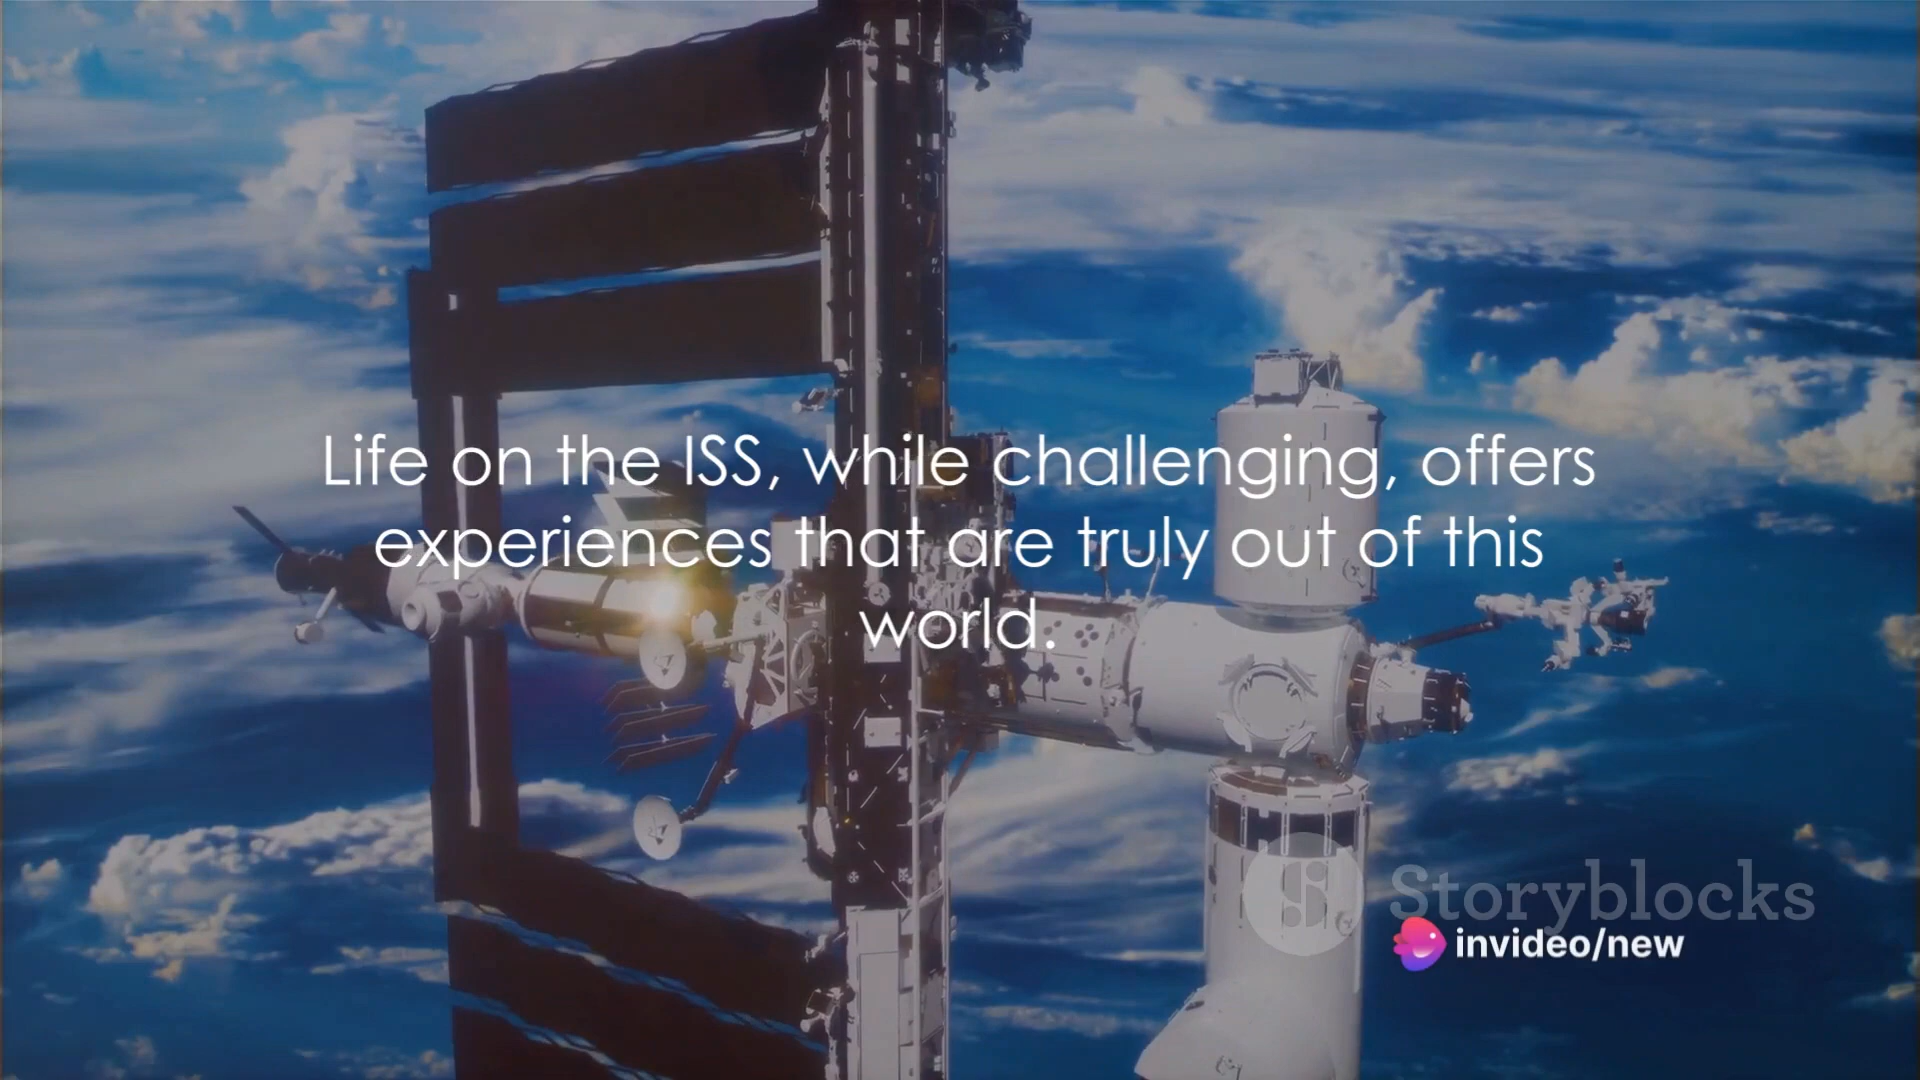 Life on the ISS, while challenging, offers
experiences that are truly out of this
world.
Storyblocks
invideo/new